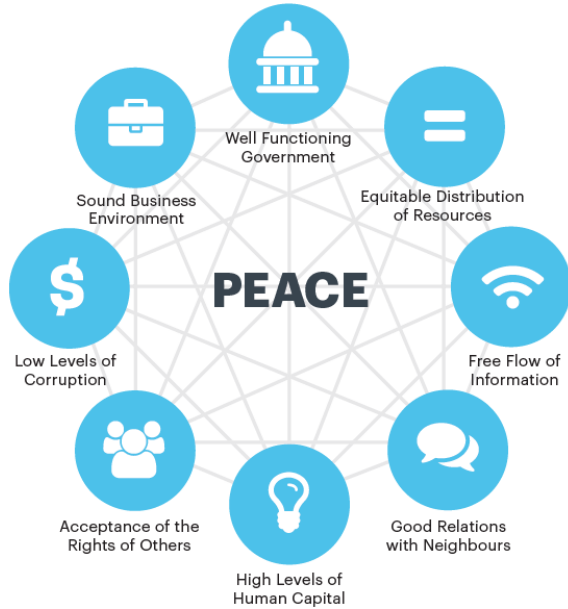 Well Functioning
Government
Sound Business
Environment
Equitable Distribution
of Resources
PEACE
$
Low Levels of
Corruption
Free Flow of
Information
Acceptance of the
Rights of Others
Good Relations
with Neighbours
High Levels of
Human Capital